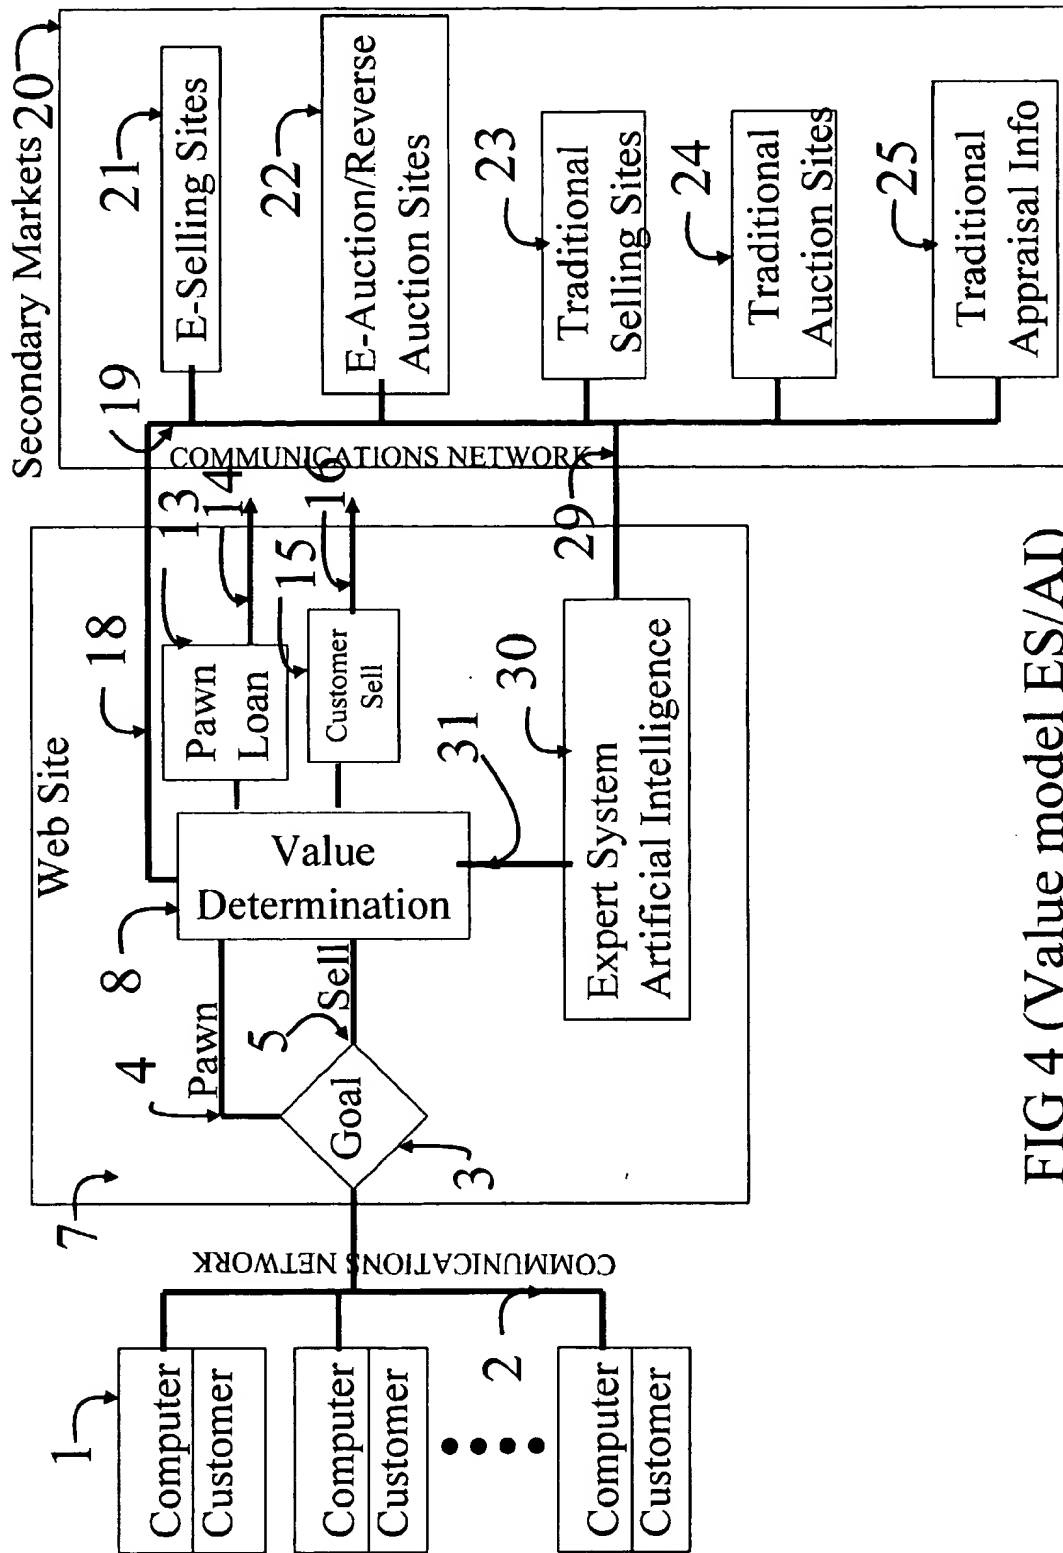 Secondary Markets 20
Web Site
7
1
Computer
Customer
Computer
Customer
Computer
Customer
2
COMMUNICATIONS NETWORK
3
Goal
4
Pawn
5
Sell
8
Value
Determination
18
13
Pawn
Loan
14
15
Customer
Sell
16
31
30
Expert System
Artificial Intelligence
29
19
COMMUNICATIONS NETWORK
21
E-Selling Sites
22
E-Auction/Reverse
Auction Sites
23
Traditional
Selling Sites
24
Traditional
Auction Sites
25
Traditional
Appraisal Info
FIG 4 (Value model ES/AI)